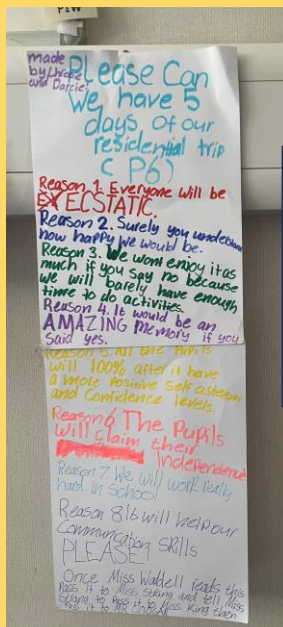 made
by Chrissie
and Darcie
Please Can
We have 5
days of our
residential trip
( P6 )
Reason 1. Everyone will be
EX ECSTATIC.
Reason 2. Surely you understand
how happy we would be.
Reason 3. We wont enjoy it as
much if you say no because
we will barely have enough
time to do activities.
Reason 4. It would be an
AMAZING memory if you
said yes.
Reason 5. All the Pupils
will 100% after it have
a more Positive Self asteem
and Confidence levels.
Reason 6 The Pupils
Will Claim their
Independence
Reason 7. We will work really
hard in School
Reason 8. It will help our
Communication Skills
PLEASE!
Once Miss Waddell reads this
Pass it to Miss Strang and tell Miss
Strang to Pass it to Miss King then
Pass it to